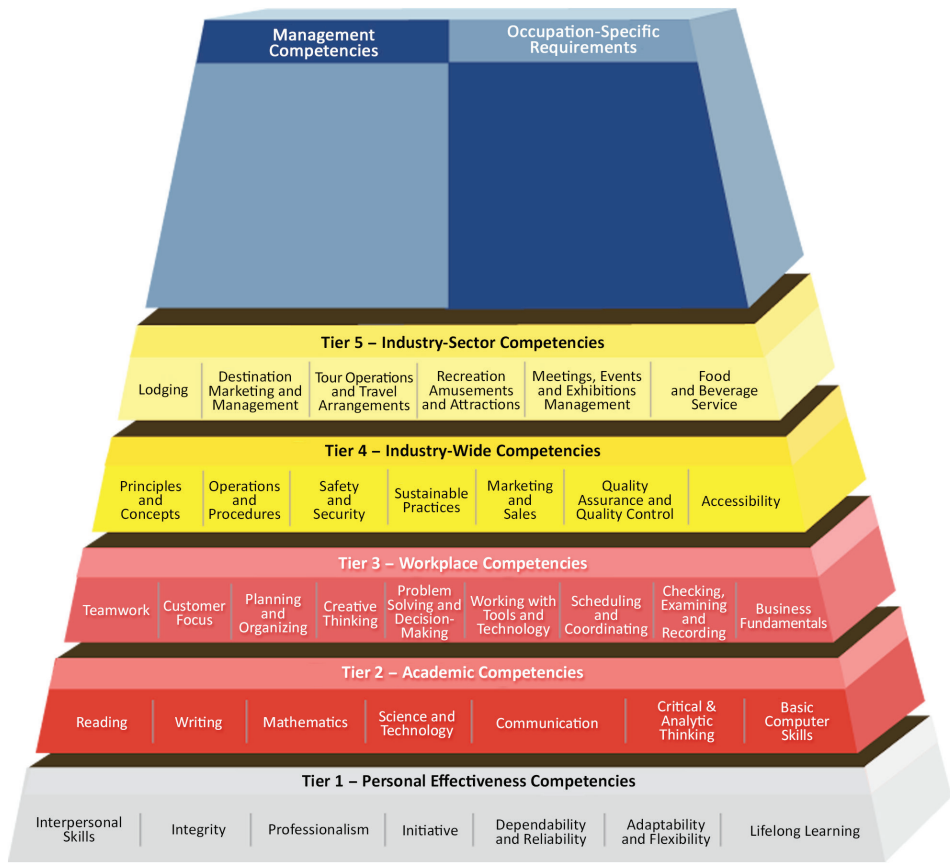 Management
Competencies
Occupation-Specific
Requirements
Tier 5 – Industry-Sector Competencies
Lodging
Destination
Marketing and
Management
Tour Operations
and Travel
Arrangements
Recreation
Amusements
and Attractions
Meetings, Events
and Exhibitions
Management
Food
and Beverage
Service
Tier 4 – Industry-Wide Competencies
Principles
and
Concepts
Operations
and
Procedures
Safety
and
Security
Sustainable
Practices
Marketing
and
Sales
Quality
Assurance and
Quality Control
Accessibility
Tier 3 – Workplace Competencies
Teamwork
Customer
Focus
Planning
and
Organizing
Creative
Thinking
Problem
Solving and
Decision-
Making
Working with
Tools and
Technology
Scheduling
and
Coordinating
Checking,
Examining
and
Recording
Business
Fundamentals
Tier 2 – Academic Competencies
Reading
Writing
Mathematics
Science and
Technology
Communication
Critical &
Analytic
Thinking
Basic
Computer
Skills
Tier 1 – Personal Effectiveness Competencies
Interpersonal
Skills
Integrity
Professionalism
Initiative
Dependability
and Reliability
Adaptability
and Flexibility
Lifelong Learning